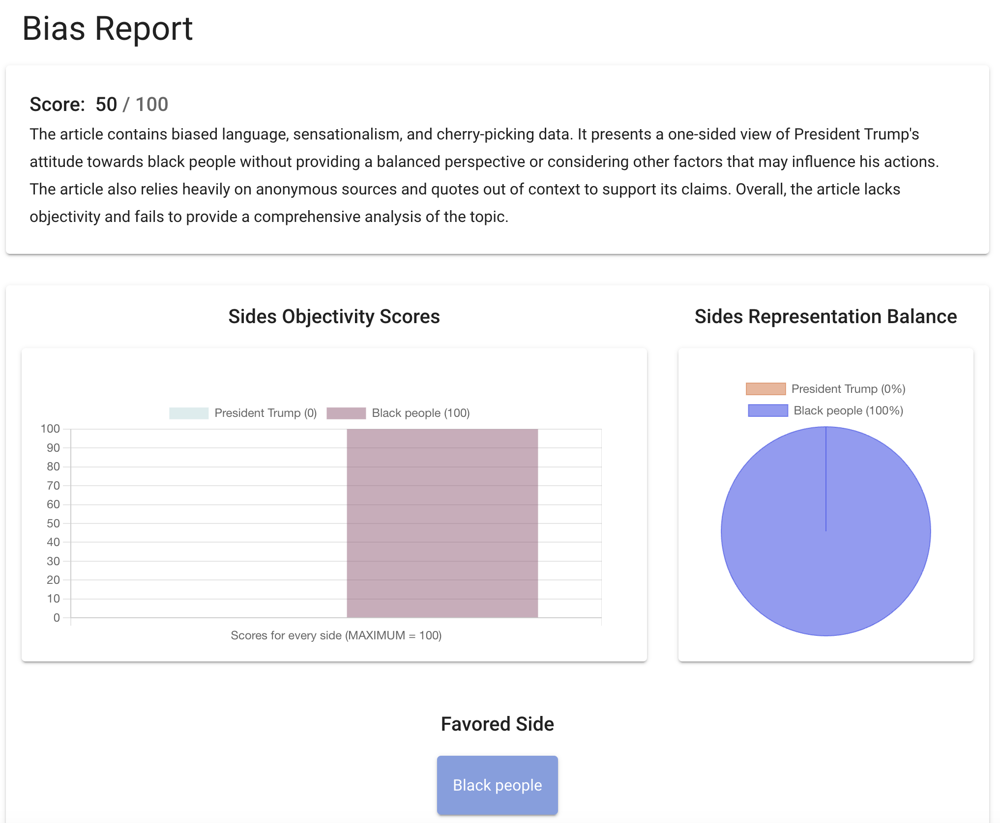 Bias Report
Score: 50 / 100
The article contains biased language, sensationalism, and cherry-picking data. It presents a one-sided view of President Trump's
attitude towards black people without providing a balanced perspective or considering other factors that may influence his actions.
The article also relies heavily on anonymous sources and quotes out of context to support its claims. Overall, the article lacks
objectivity and fails to provide a comprehensive analysis of the topic.
Sides Objectivity Scores
President Trump (0) Black people (100)
100
90
80
70
60
50
40
30
20
10
0
Scores for every side (MAXIMUM = 100)
Sides Representation Balance
President Trump (0%)
Black people (100%)
Favored Side
Black people